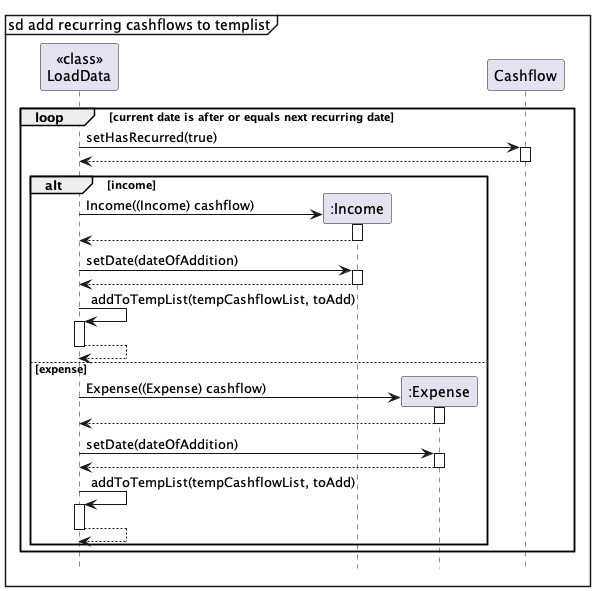 sd add recurring cashflows to templist
«class»
LoadData
Cashflow
loop [current date is after or equals next recurring date]
setHasRecurred(true)
alt [income]
Income((Income) cashflow)
:Income
setDate(dateOfAddition)
addToTempList(tempCashflowList, toAdd)
[expense]
Expense((Expense) cashflow)
:Expense
setDate(dateOfAddition)
addToTempList(tempCashflowList, toAdd)